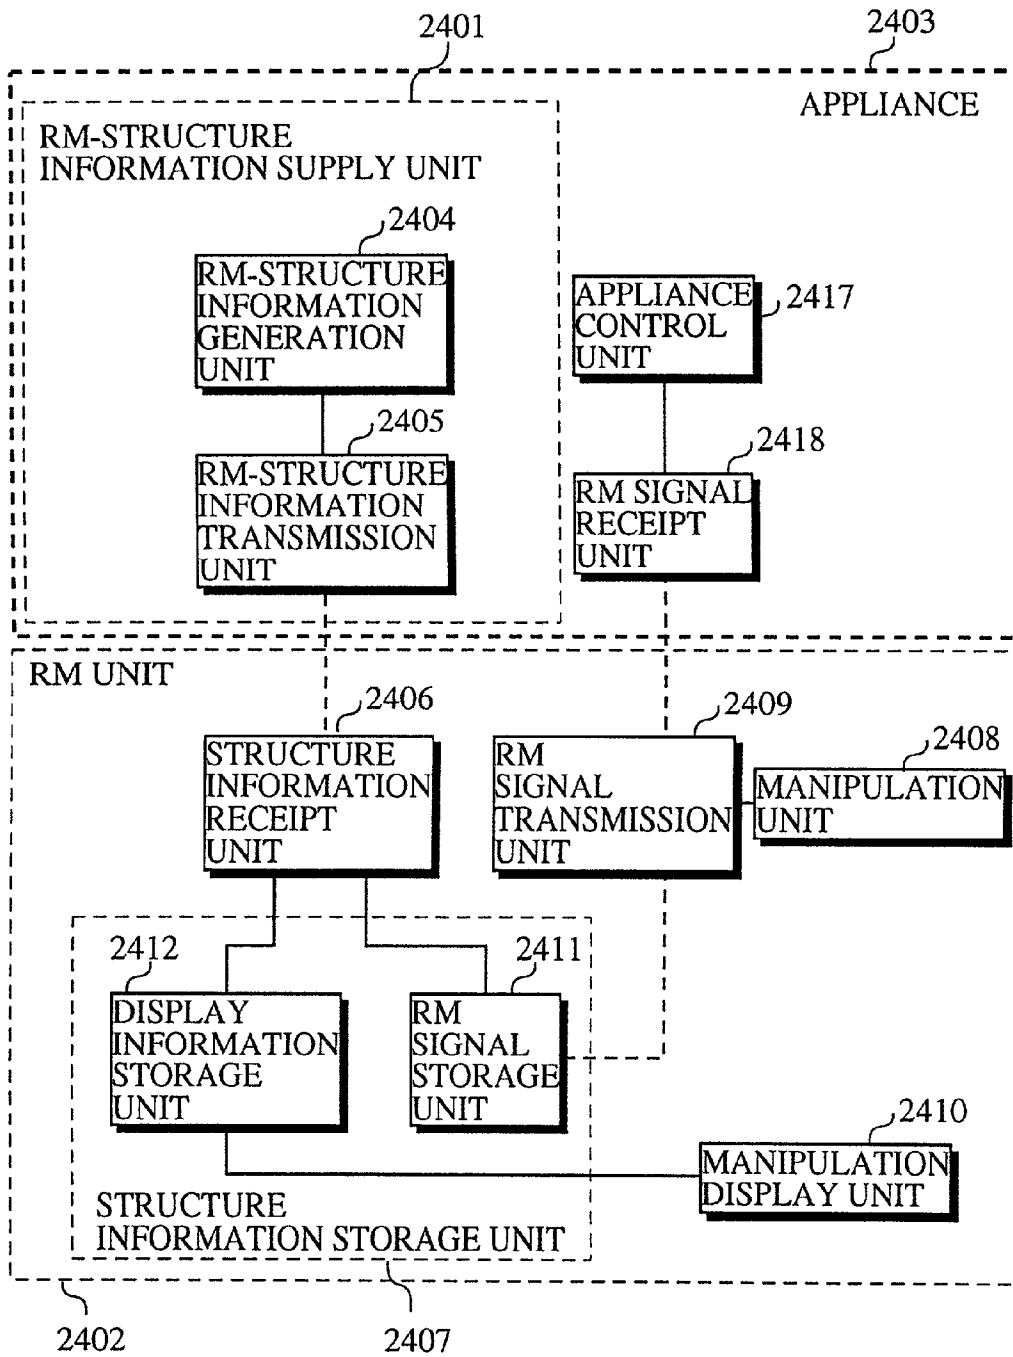 2401
2403
APPLIANCE
RM-STRUCTURE
INFORMATION SUPPLY UNIT
2404
RM-STRUCTURE
INFORMATION
GENERATION
UNIT
APPLIANCE
CONTROL
UNIT
2417
2405
RM-STRUCTURE
INFORMATION
TRANSMISSION
UNIT
2418
RM SIGNAL
RECEIPT
UNIT
RM UNIT
2406
STRUCTURE
INFORMATION
RECEIPT
UNIT
2409
RM
SIGNAL
TRANSMISSION
UNIT
2408
MANIPULATION
UNIT
2412
DISPLAY
INFORMATION
STORAGE
UNIT
2411
RM
SIGNAL
STORAGE
UNIT
2410
MANIPULATION
DISPLAY UNIT
STRUCTURE
INFORMATION STORAGE UNIT
2402
2407